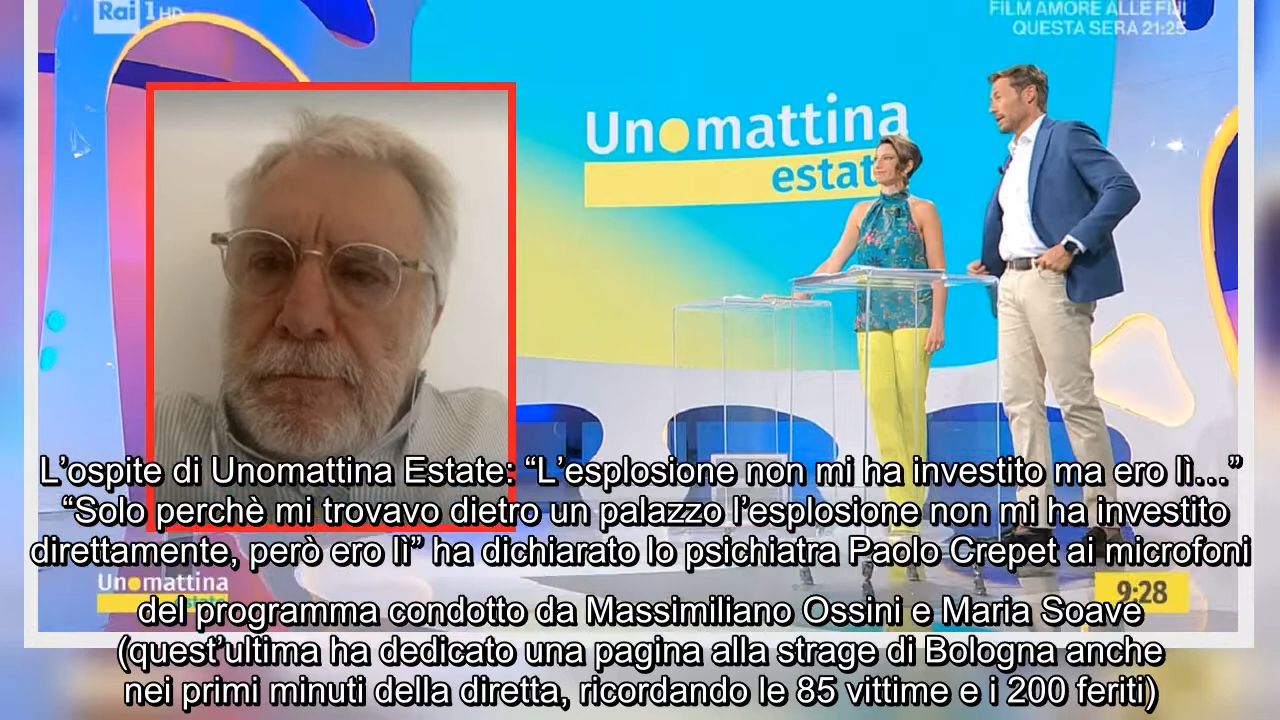 Rai 1 HD
FILM AMORE ALLE FIJI
QUESTA SERA 21:25
Unomattina
estate
L’ospite di Unomattina Estate: “L’esplosione non mi ha investito ma ero lì…”
“Solo perchè mi trovavo dietro un palazzo l’esplosione non mi ha investito
direttamente, però ero lì” ha dichiarato lo psichiatra Paolo Crepet ai microfoni
Unomattina
estate
9:28
del programma condotto da Massimiliano Ossini e Maria Soave
(quest’ultima ha dedicato una pagina alla strage di Bologna anche
nei primi minuti della diretta, ricordando le 85 vittime e i 200 feriti)